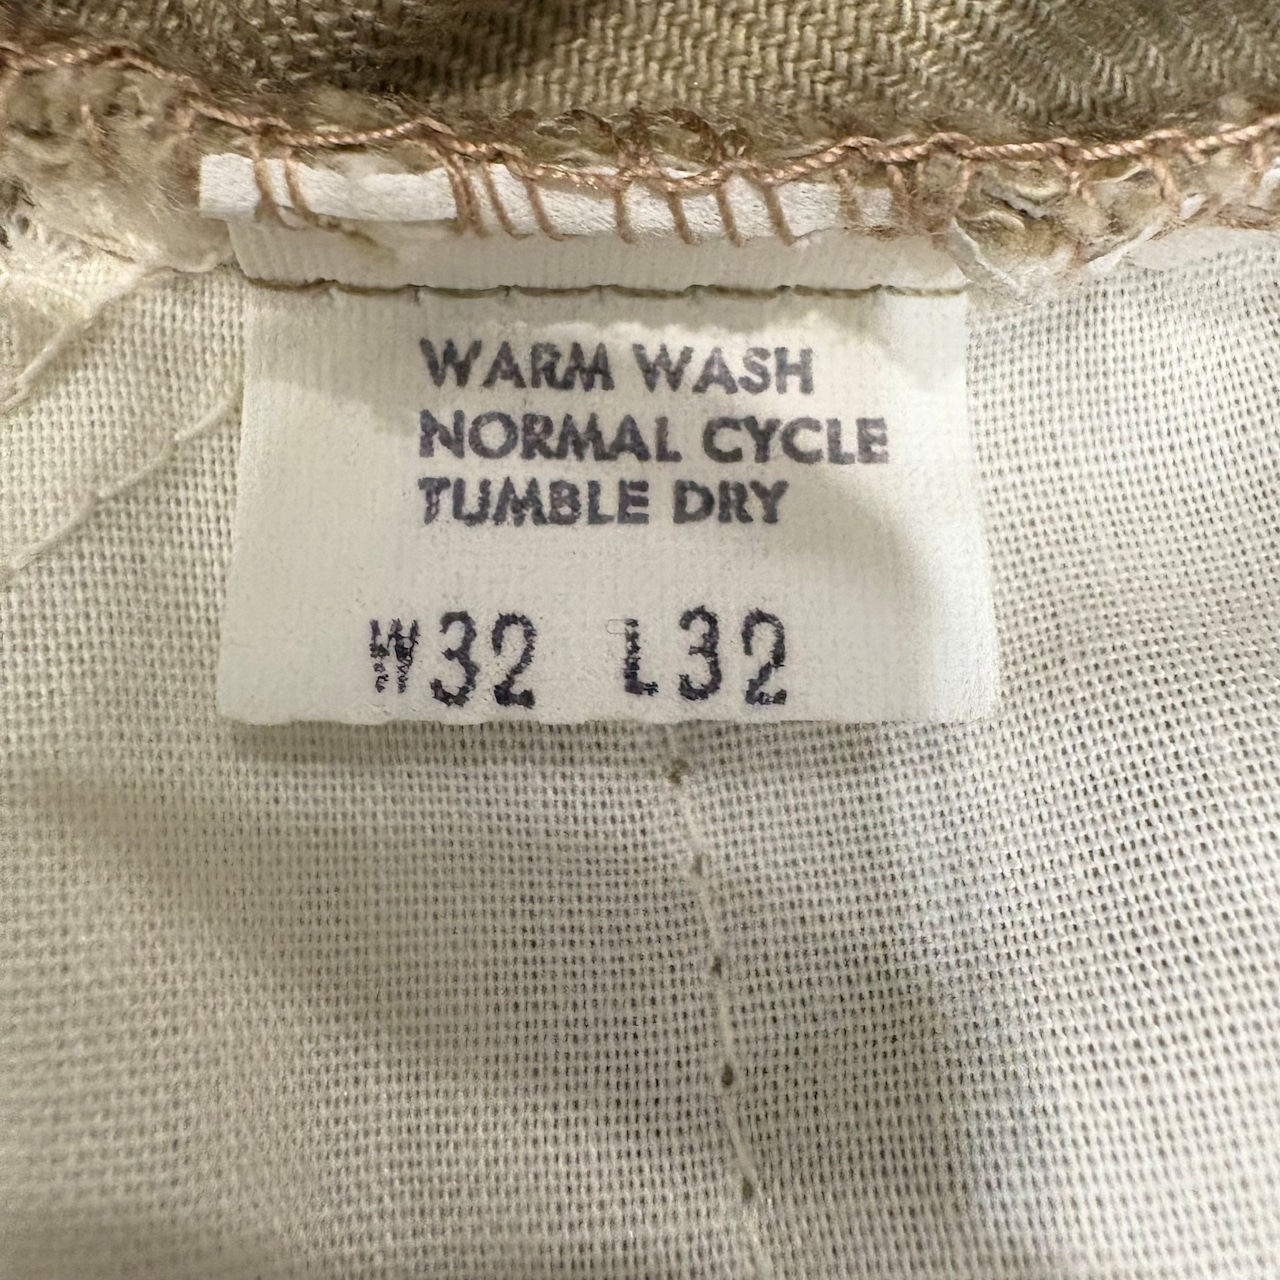 WARM WASH
NORMAL CYCLE
TUMBLE DRY
W32 L32